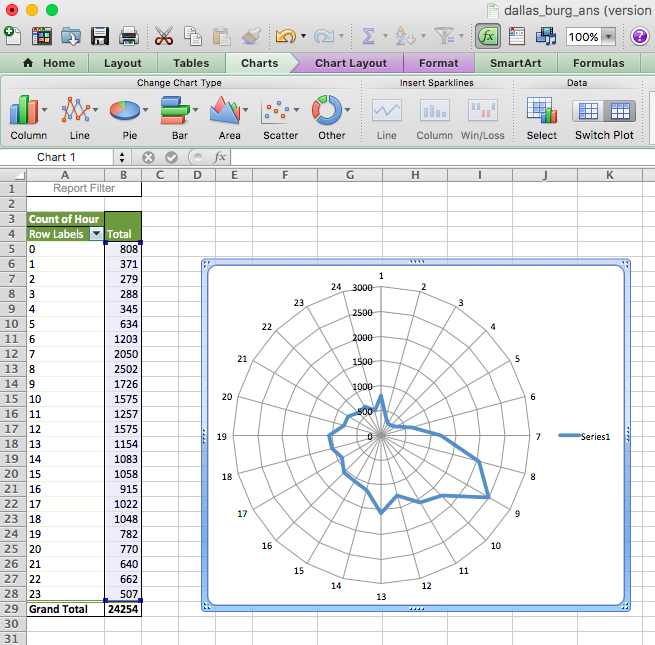 dallas_burg_ans (version
100%
Home Layout Tables Charts Chart Layout Format SmartArt Formulas
Change Chart Type Insert Sparklines Data
Column Line Pie Bar Area Scatter Other Line Column Win/Loss Select Switch Plot
Chart 1 fx
A B C D E F G H I J K
1 Report Filter
2
3 Count of Hour
4 Row Labels Total
5 0 808
6 1 371
7 2 279
8 3 288
9 4 345
10 5 634
11 6 1203
12 7 2050
13 8 2502
14 9 1726
15 10 1575
16 11 1257
17 12 1575
18 13 1154
19 14 1083
20 15 1058
21 16 915
22 17 1022
23 18 1048
24 19 782
25 20 770
26 21 640
27 22 662
28 23 507
29 Grand Total 24254
30
31
1
2
3
4
5
6
7
8
9
10
11
12
13
14
15
16
17
18
19
20
21
22
23
24
3000
2500
2000
1500
1000
500
0
Series1